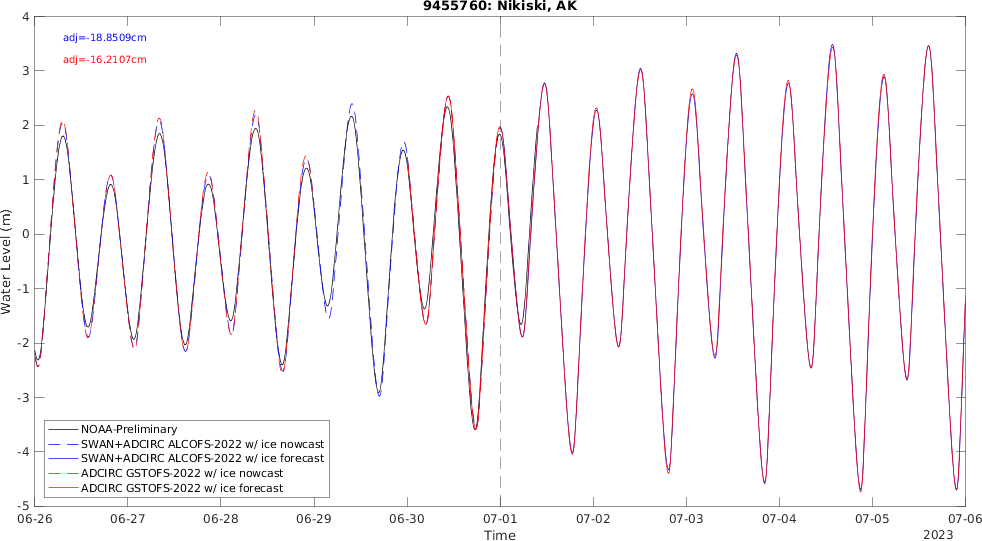 9455760: Nikiski, AK
adj=-18.8509cm
adj=-16.2107cm
Water Level (m)
4
3
2
1
0
-1
-2
-3
-4
-5
NOAA-Preliminary
SWAN+ADCIRC ALCOFS-2022 w/ ice nowcast
SWAN+ADCIRC ALCOFS-2022 w/ ice forecast
ADCIRC GSTOFS-2022 w/ ice nowcast
ADCIRC GSTOFS-2022 w/ ice forecast
06-26 06-27 06-28 06-29 06-30 07-01 07-02 07-03 07-04 07-05 07-06
Time
2023